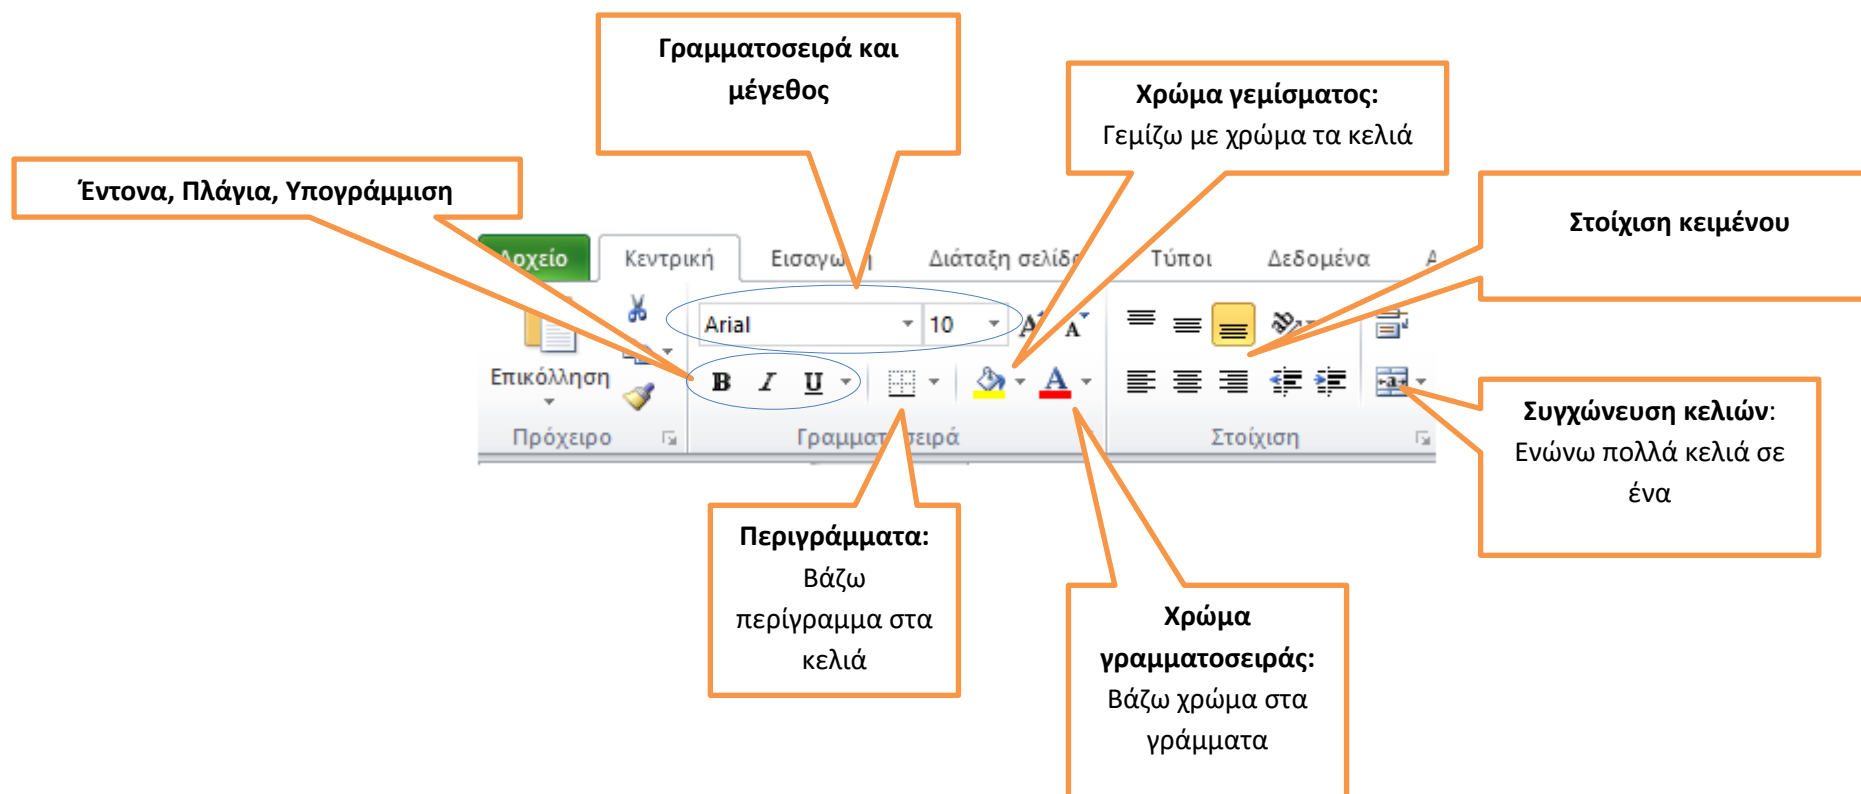 Γραμματοσειρά και
μέγεθος
Χρώμα γεμίσματος:
Γεμίζω με χρώμα τα κελιά
Έντονα, Πλάγια, Υπογράμμιση
Στοίχιση κειμένου
Αρχείο Κεντρική Διάταξη σελίδα Τύποι Δεδομένα
Arial 10
Επικόλληση B I U A
Πρόχειρο Γραμματοσειρά Στοίχιση
Συγχώνευση κελιών:
Ενώνω πολλά κελιά σε
ένα
Περιγράμματα:
Βάζω
περίγραμμα στα
κελιά
Χρώμα
γραμματοσειράς:
Βάζω χρώμα στα
γράμματα